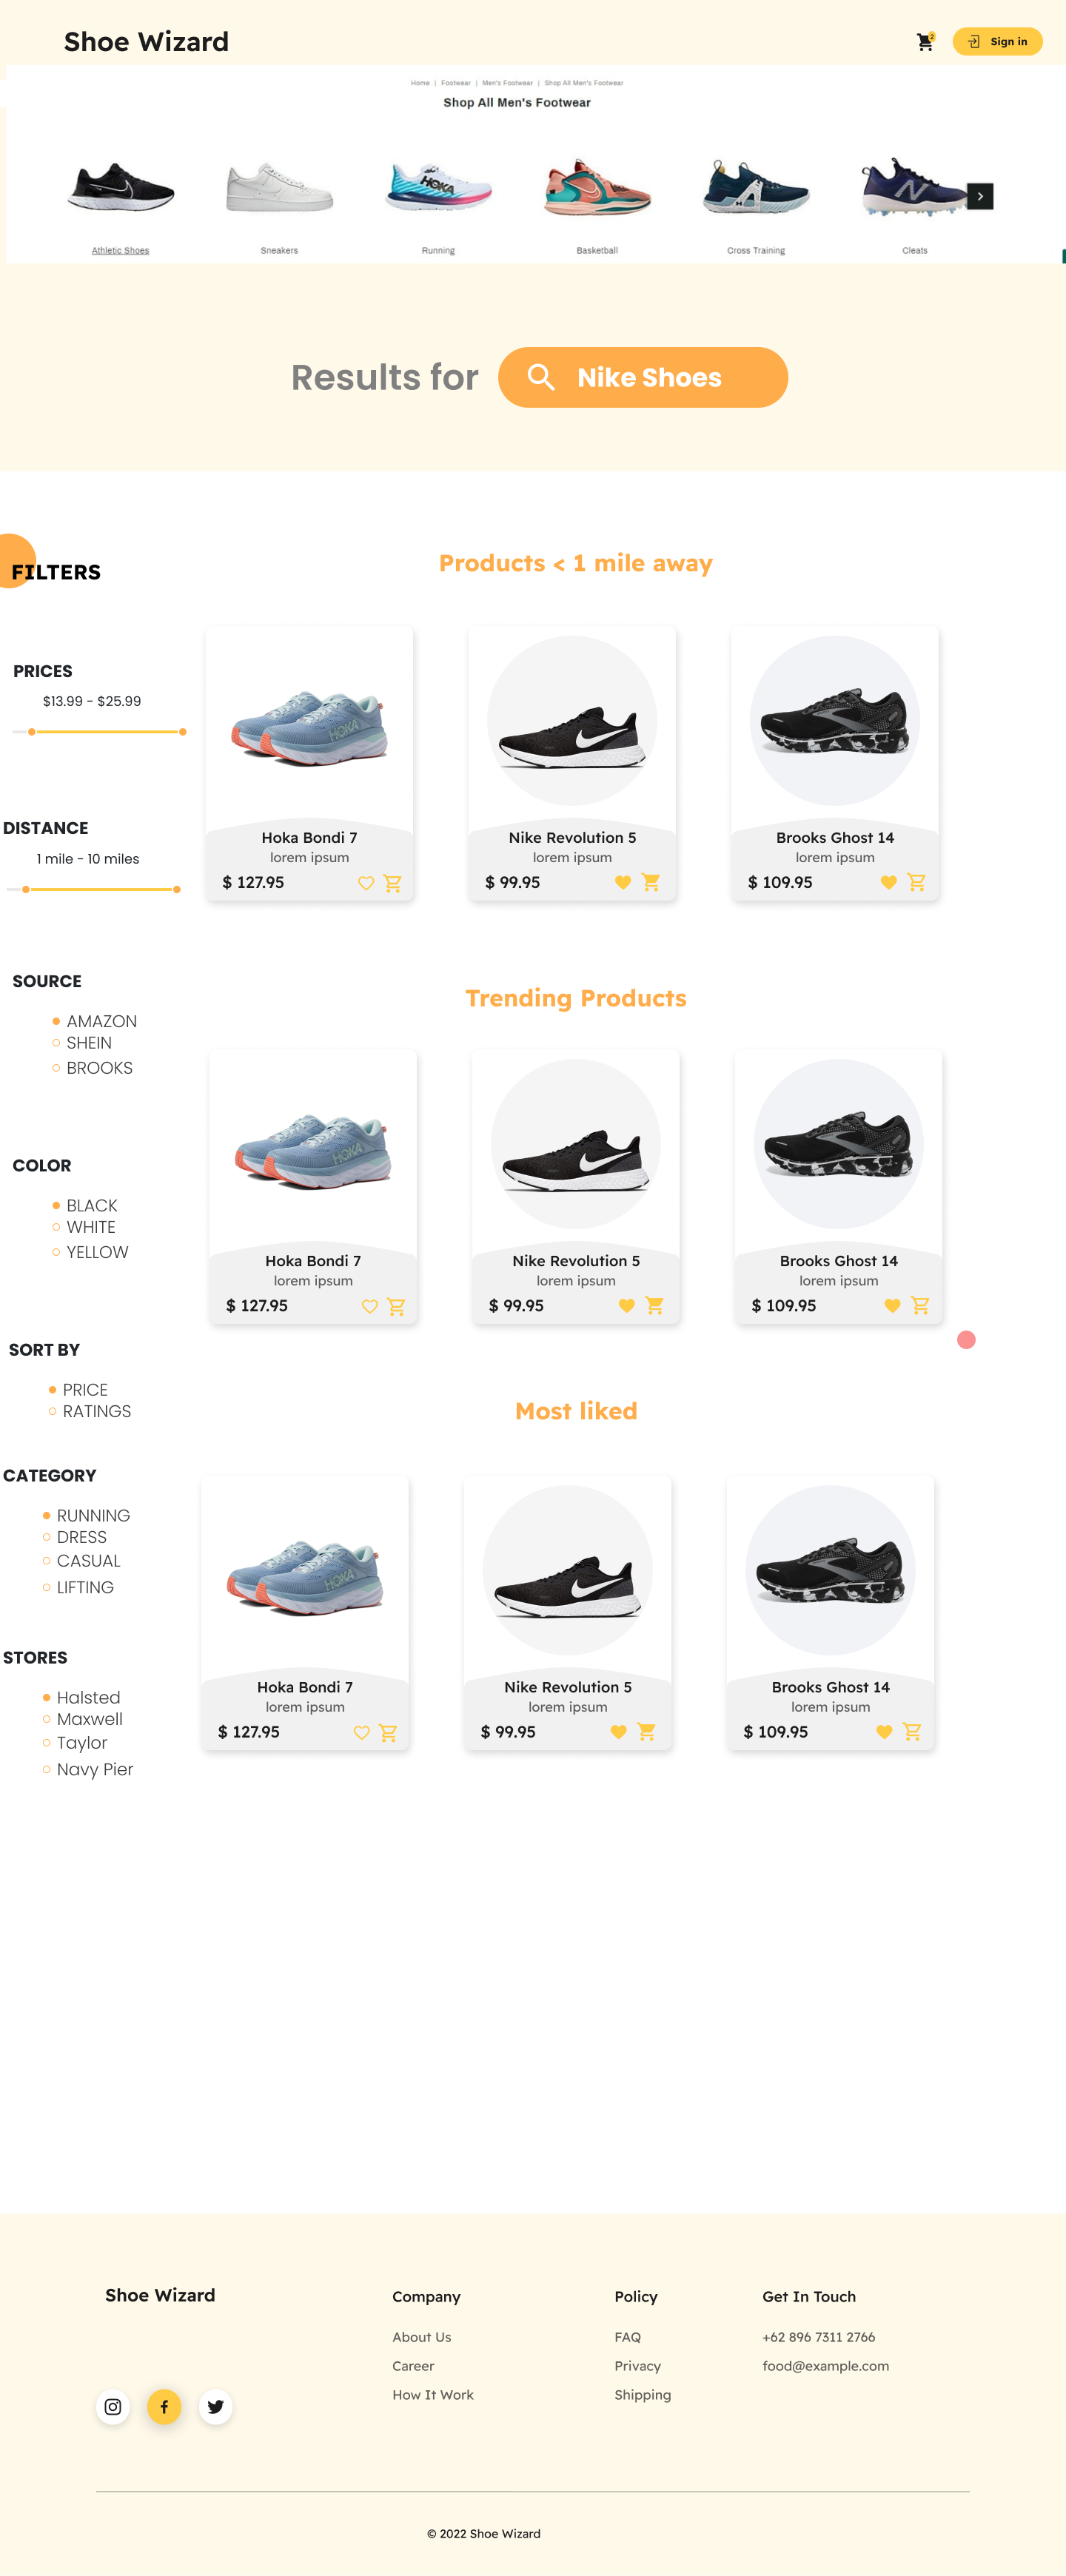 Shoe Wizard
2
Sign in
Home | Footwear | Men's Footwear | Shop All Men's Footwear
Shop All Men's Footwear
HOKA
Athletic Shoes
Sneakers
Running
Basketball
Cross Training
Cleats
Results for
Nike Shoes
FILTERS
PRICES
$13.99 - $25.99
DISTANCE
1 mile - 10 miles
SOURCE
AMAZON
SHEIN
BROOKS
COLOR
BLACK
WHITE
YELLOW
SORT BY
PRICE
RATINGS
CATEGORY
RUNNING
DRESS
CASUAL
LIFTING
STORES
Halsted
Maxwell
Taylor
Navy Pier
Products < 1 mile away
HOKA
Hoka Bondi 7
lorem ipsum
$ 127.95
Nike Revolution 5
lorem ipsum
$ 99.95
Brooks Ghost 14
lorem ipsum
$ 109.95
Trending Products
HOKA
Hoka Bondi 7
lorem ipsum
$ 127.95
Nike Revolution 5
lorem ipsum
$ 99.95
Brooks Ghost 14
lorem ipsum
$ 109.95
Most liked
HOKA
Hoka Bondi 7
lorem ipsum
$ 127.95
Nike Revolution 5
lorem ipsum
$ 99.95
Brooks Ghost 14
lorem ipsum
$ 109.95
Shoe Wizard
Company
About Us
Career
How It Work
Policy
FAQ
Privacy
Shipping
Get In Touch
+62 896 7311 2766
food@example.com
© 2022 Shoe Wizard